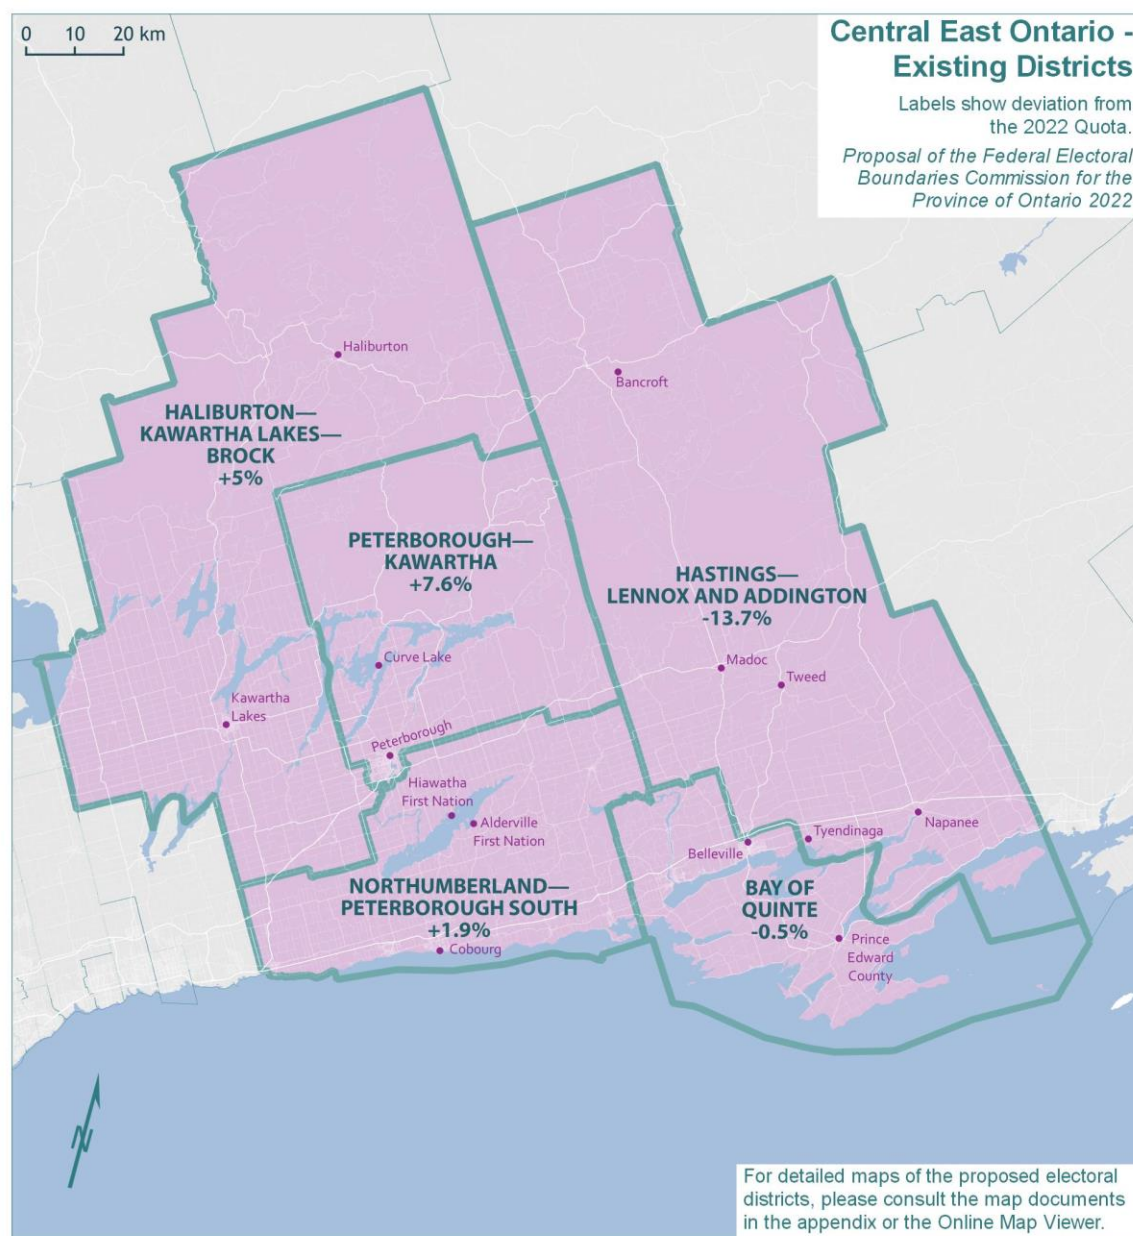 0 10 20 km
Central East Ontario -
Existing Districts
Labels show deviation from
the 2022 Quota.
Proposal of the Federal Electoral
Boundaries Commission for the
Province of Ontario 2022
Haliburton
Bancroft
HALIBURTON—
KAWARTHA LAKES—
BROCK
+5%
PETERBOROUGH—
KAWARTHA
+7.6%
HASTINGS—
LENNOX AND ADDINGTON
-13.7%
Curve Lake
Madoc
Tweed
Kawartha
Lakes
Peterborough
Hiawatha
First Nation
Alderville
First Nation
Napanee
Tyendinaga
Belleville
NORTHUMBERLAND—
PETERBOROUGH SOUTH
+1.9%
Cobourg
BAY OF
QUINTE
-0.5%
Prince
Edward
County
N
For detailed maps of the proposed electoral
districts, please consult the map documents
in the appendix or the Online Map Viewer.